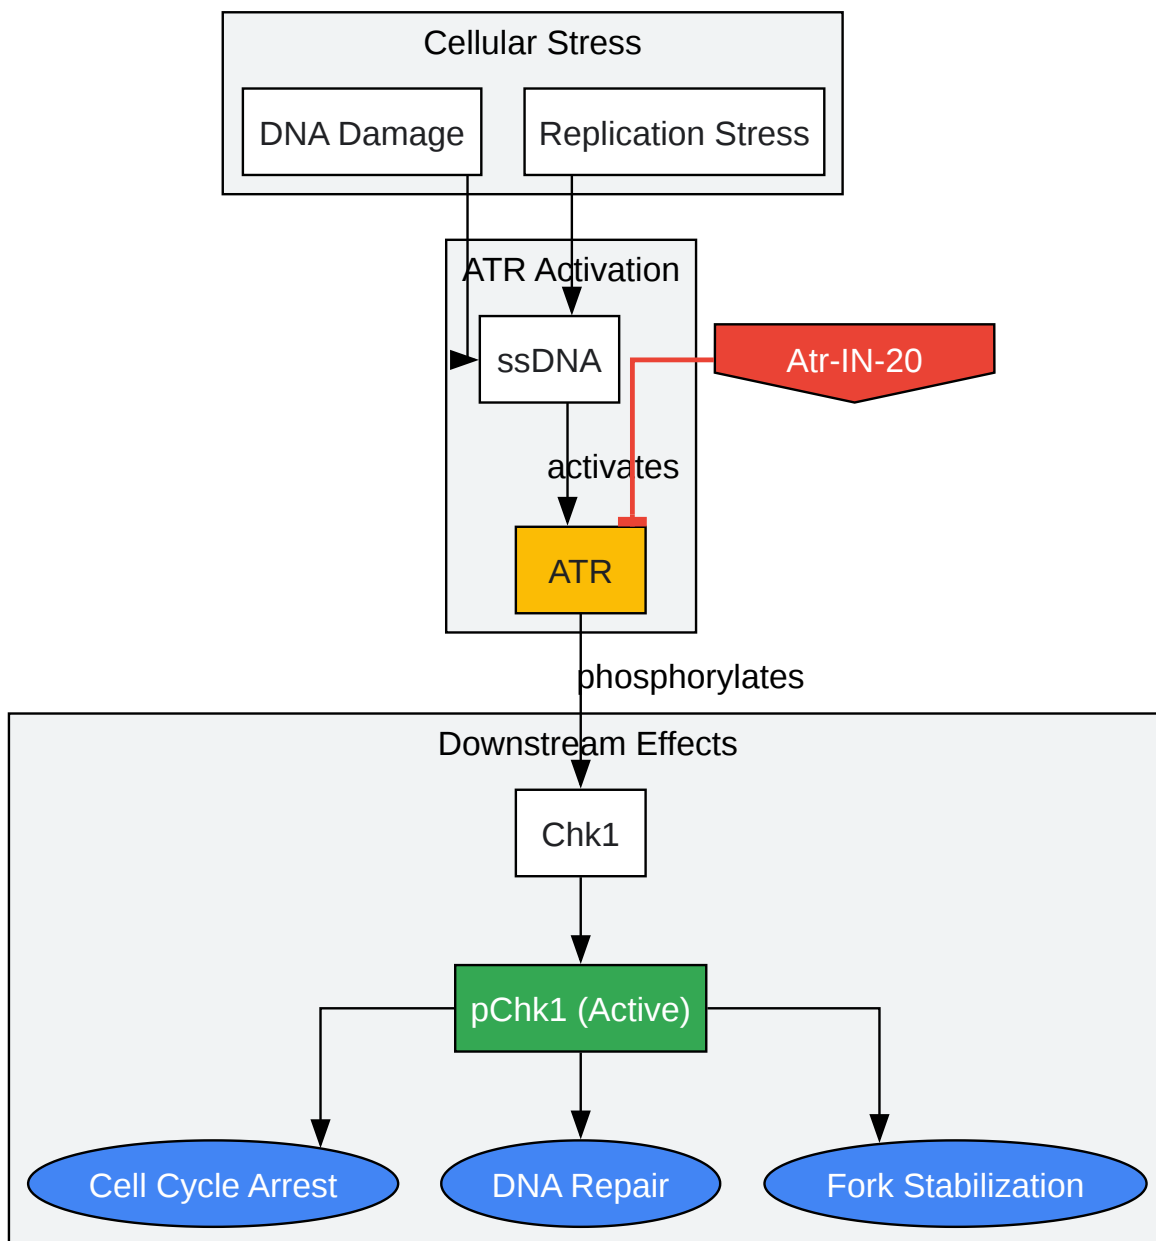 Cellular Stress
DNA Damage
Replication Stress
ATR Activation
ssDNA
Atr-IN-20
activates
ATR
phosphorylates
Downstream Effects
Chk1
pChk1 (Active)
Cell Cycle Arrest
DNA Repair
Fork Stabilization